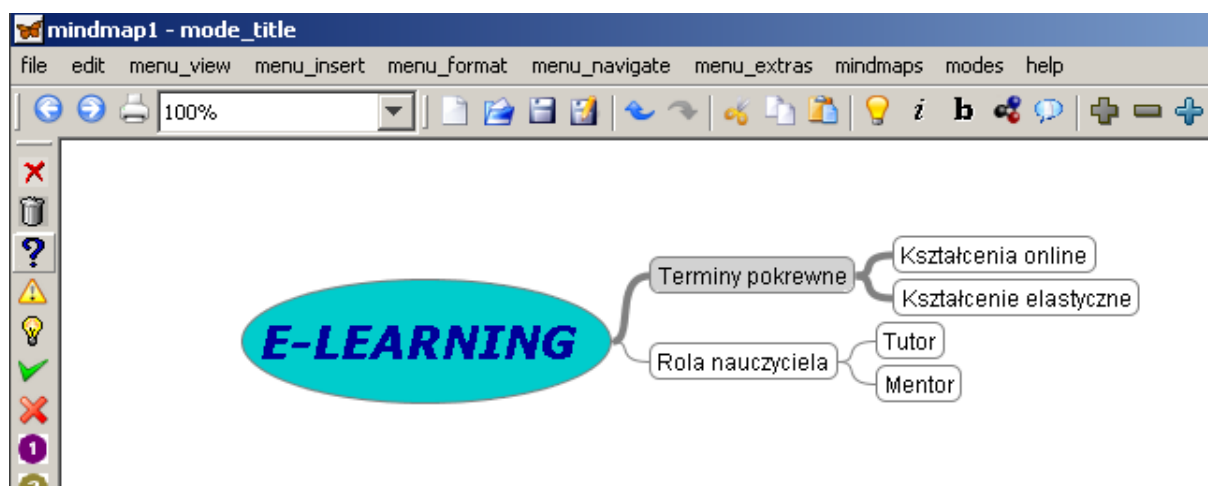 mindmap1 - mode_title
file edit menu_view menu_insert menu_format menu_navigate menu_extras mindmaps modes help
100% i b
E-LEARNING
Terminy pokrewne
Kształcenia online
Kształcenie elastyczne
Rola nauczyciela
Tutor
Mentor
?
1